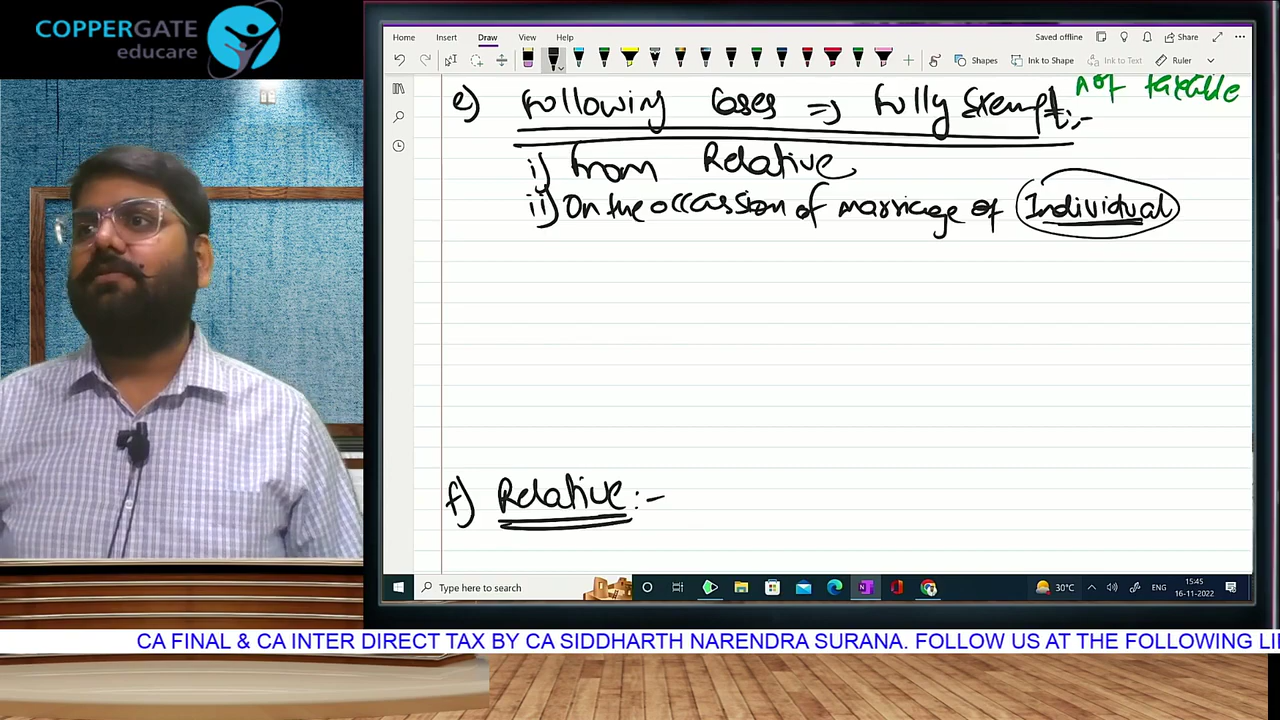 COPPERGATE
educare
Home Insert Draw View Help
Saved offline
Share
Shapes
Ink to Shape
Ink to Text
Ruler
not taxable
e) Following Cases => Fully Exempt:-
i) From Relative
ii) On the occassion of marriage of Individual
f) Relative:-
Type here to search
30°C
ENG
15:45
16-11-2022
CA FINAL & CA INTER DIRECT TAX BY CA SIDDHARTH NARENDRA SURANA. FOLLOW US AT THE FOLLOWING LI